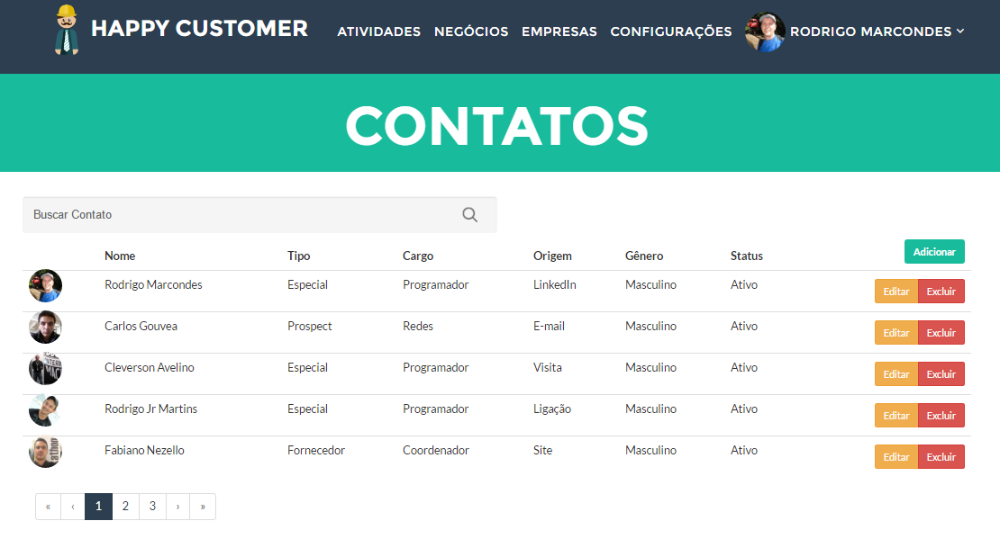 HAPPY CUSTOMER ATIVIDADES NEGÓCIOS EMPRESAS CONFIGURAÇÕES RODRIGO MARCONDES
CONTATOS
Buscar Contato
Nome Tipo Cargo Origem Gênero Status Adicionar
Rodrigo Marcondes Especial Programador LinkedIn Masculino Ativo Editar Excluir
Carlos Gouvea Prospect Redes E-mail Masculino Ativo Editar Excluir
Cleverson Avelino Especial Programador Visita Masculino Ativo Editar Excluir
Rodrigo Jr Martins Especial Programador Ligação Masculino Ativo Editar Excluir
Fabiano Nezello Fornecedor Coordenador Site Masculino Ativo Editar Excluir
« ‹ 1 2 3 › »